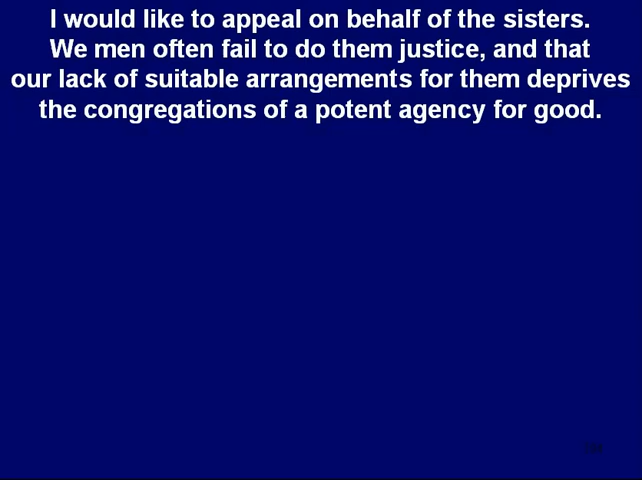 I would like to appeal on behalf of the sisters.
We men often fail to do them justice, and that
our lack of suitable arrangements for them deprives
the congregations of a potent agency for good.